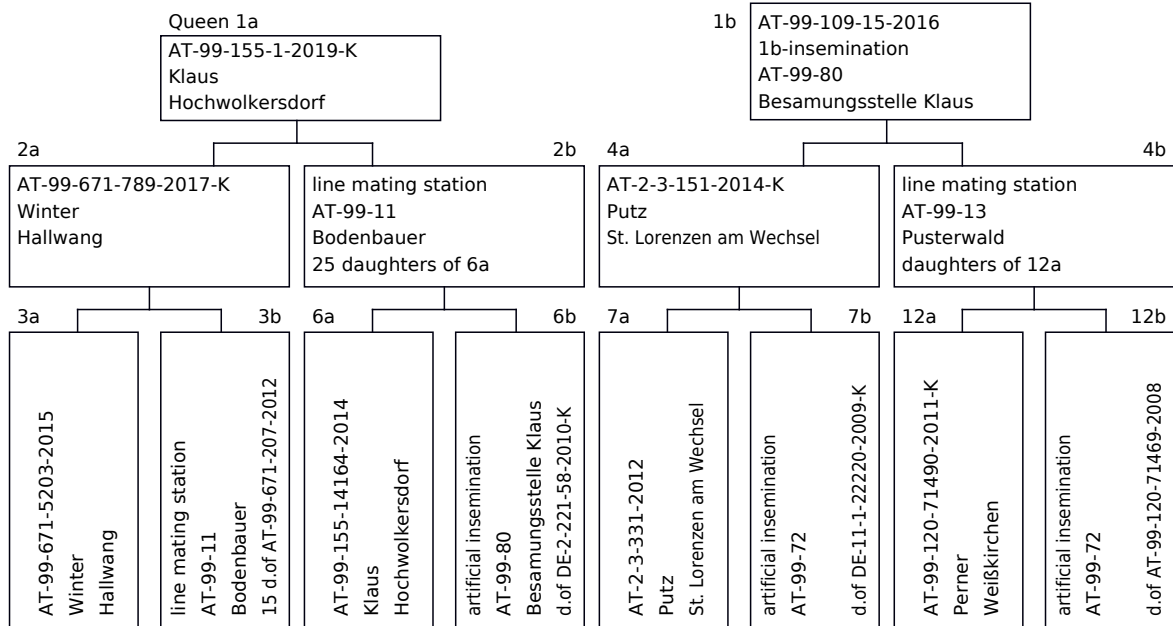 Queen 1a
AT-99-155-1-2019-K
Klaus
Hochwolkersdorf
1b
AT-99-109-15-2016
1b-insemination
AT-99-80
Besamungsstelle Klaus
2a
AT-99-671-789-2017-K
Winter
Hallwang
2b
line mating station
AT-99-11
Bodenbauer
25 daughters of 6a
4a
AT-2-3-151-2014-K
Putz
St. Lorenzen am Wechsel
4b
line mating station
AT-99-13
Pusterwald
daughters of 12a
3a
AT-99-671-5203-2015
Winter
Hallwang
3b
line mating station
AT-99-11
Bodenbauer
15 d.of AT-99-671-207-2012
6a
AT-99-155-14164-2014
Klaus
Hochwolkersdorf
6b
artificial insemination
AT-99-80
Besamungsstelle Klaus
d.of DE-2-221-58-2010-K
7a
AT-2-3-331-2012
Putz
St. Lorenzen am Wechsel
7b
artificial insemination
AT-99-72
d.of DE-11-1-22220-2009-K
12a
AT-99-120-71490-2011-K
Perner
Weißkirchen
12b
artificial insemination
AT-99-72
d.of AT-99-120-71469-2008